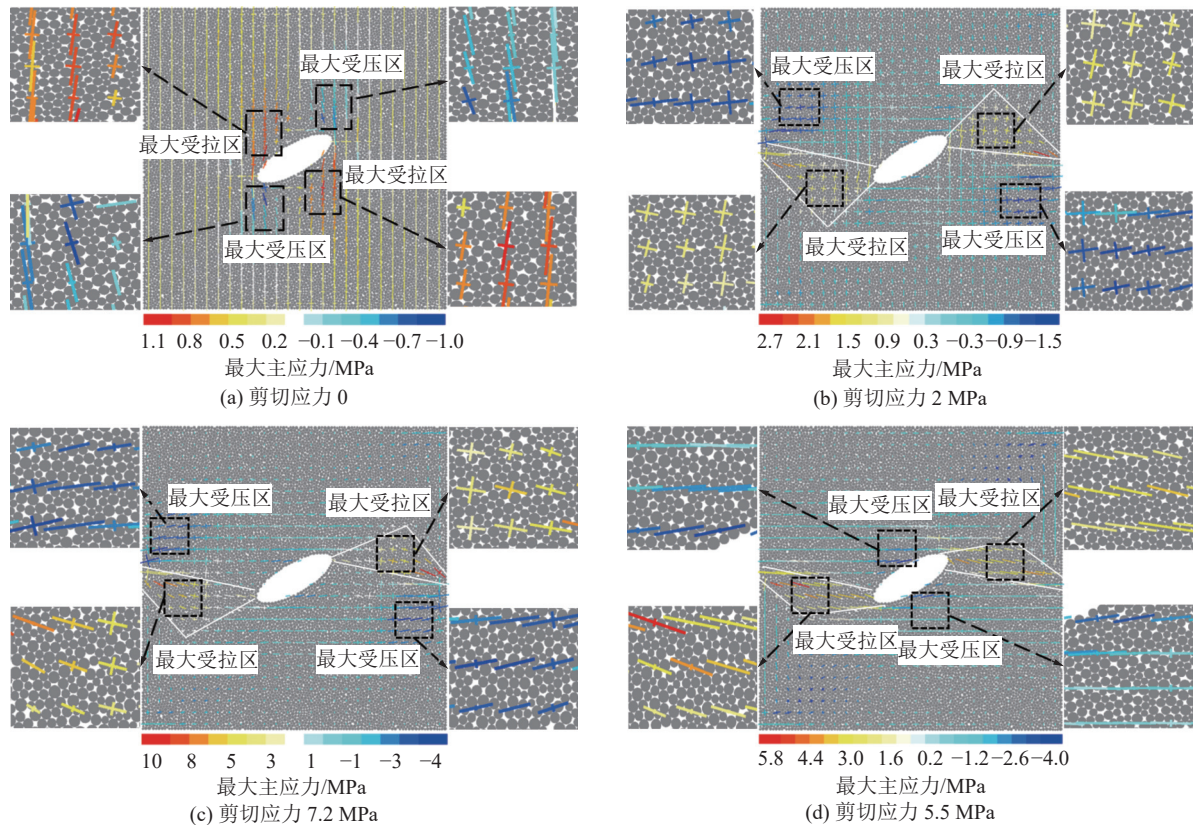 最大受压区
最大受拉区
最大受拉区
最大受压区
1.1 0.8 0.5 0.2 −0.1 −0.4 −0.7 −1.0
最大主应力/MPa
(a) 剪切应力 0
最大受压区
最大受拉区
最大受拉区
最大受压区
2.7 2.1 1.5 0.9 0.3 −0.3 −0.9 −1.5
最大主应力/MPa
(b) 剪切应力 2 MPa
最大受压区
最大受拉区
最大受拉区
最大受压区
10 8 5 3 1 −1 −3 −4
最大主应力/MPa
(c) 剪切应力 7.2 MPa
最大受压区
最大受拉区
最大受拉区
最大受压区
5.8 4.4 3.0 1.6 0.2 −1.2 −2.6 −4.0
最大主应力/MPa
(d) 剪切应力 5.5 MPa